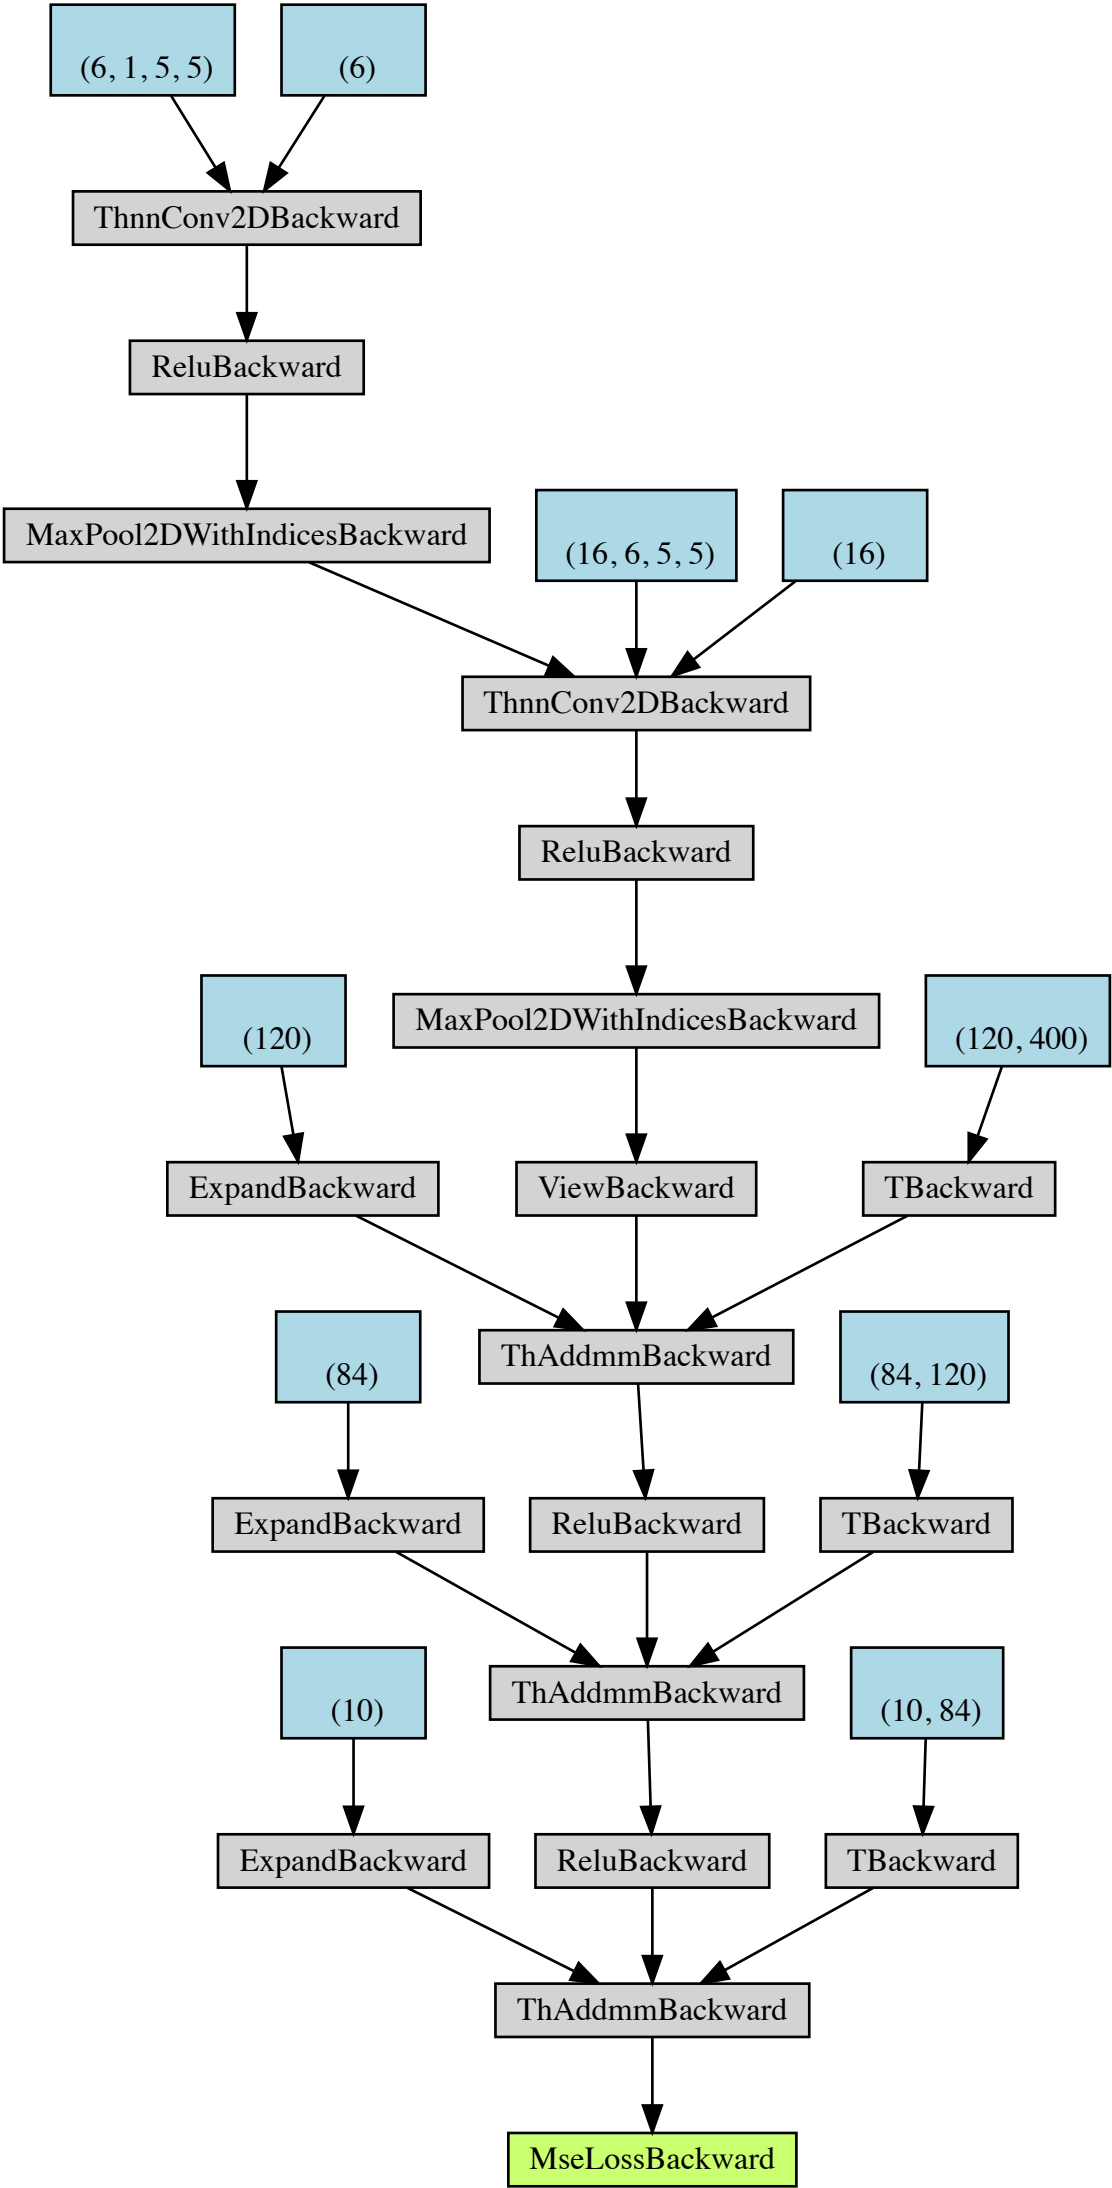 (6, 1, 5, 5)
(6)
ThnnConv2DBackward
ReluBackward
MaxPool2DWithIndicesBackward
(16, 6, 5, 5)
(16)
ThnnConv2DBackward
ReluBackward
(120)
MaxPool2DWithIndicesBackward
(120, 400)
ExpandBackward
ViewBackward
TBackward
(84)
ThAddmmBackward
(84, 120)
ExpandBackward
ReluBackward
TBackward
(10)
ThAddmmBackward
(10, 84)
ExpandBackward
ReluBackward
TBackward
ThAddmmBackward
MseLossBackward